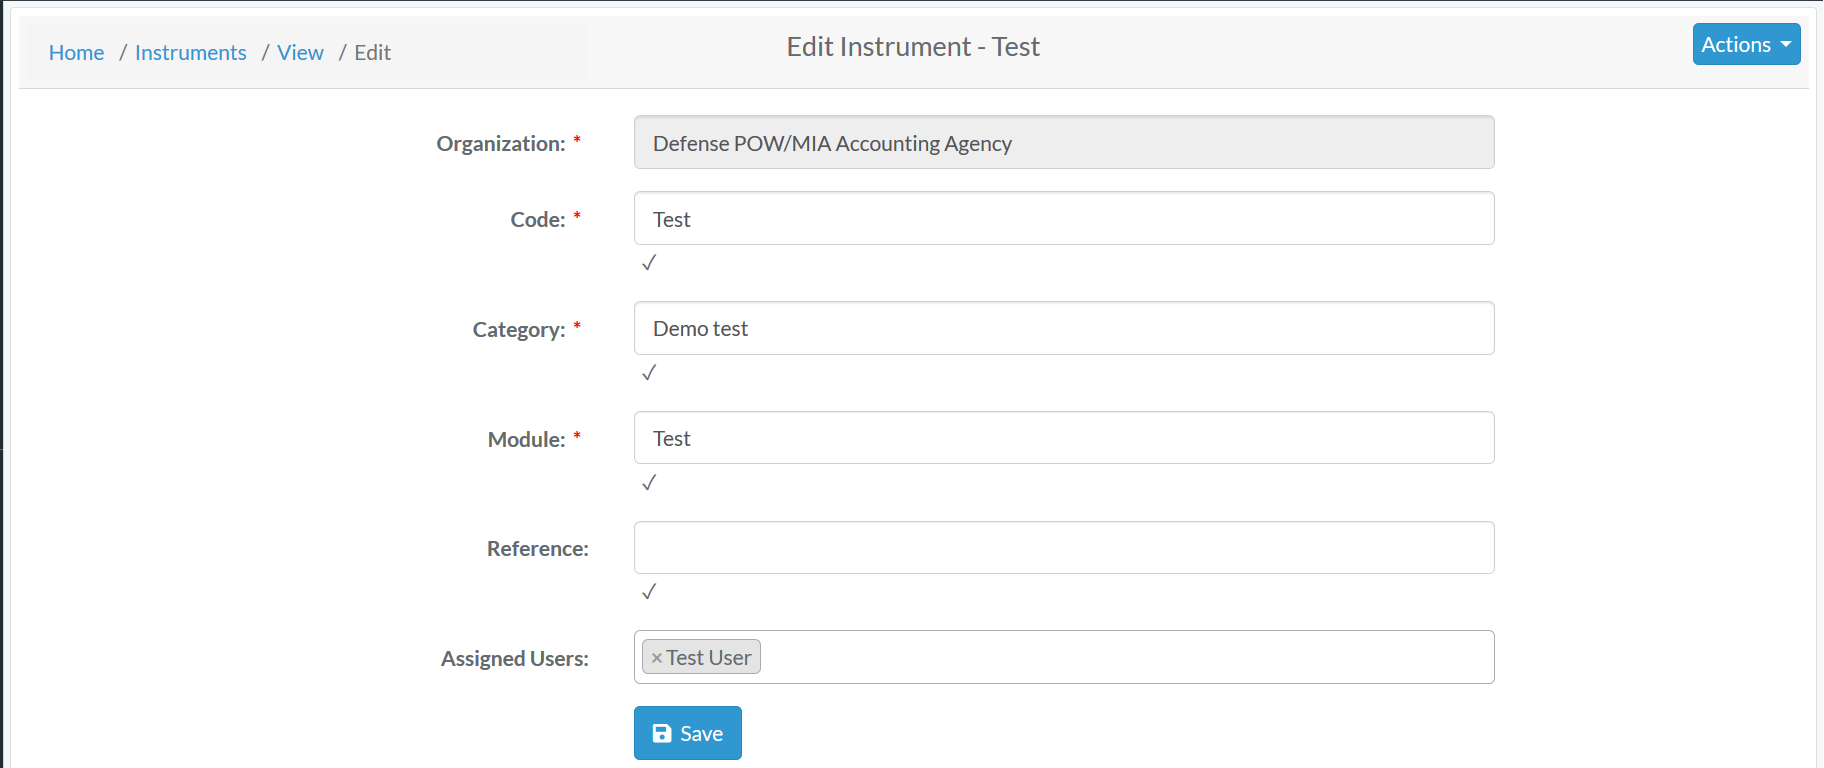 Home / Instruments / View / Edit
Edit Instrument - Test
Actions
Organization: *
Defense POW/MIA Accounting Agency
Code: *
Test
✓
Category: *
Demo test
✓
Module: *
Test
✓
Reference:
✓
Assigned Users:
× Test User
Save